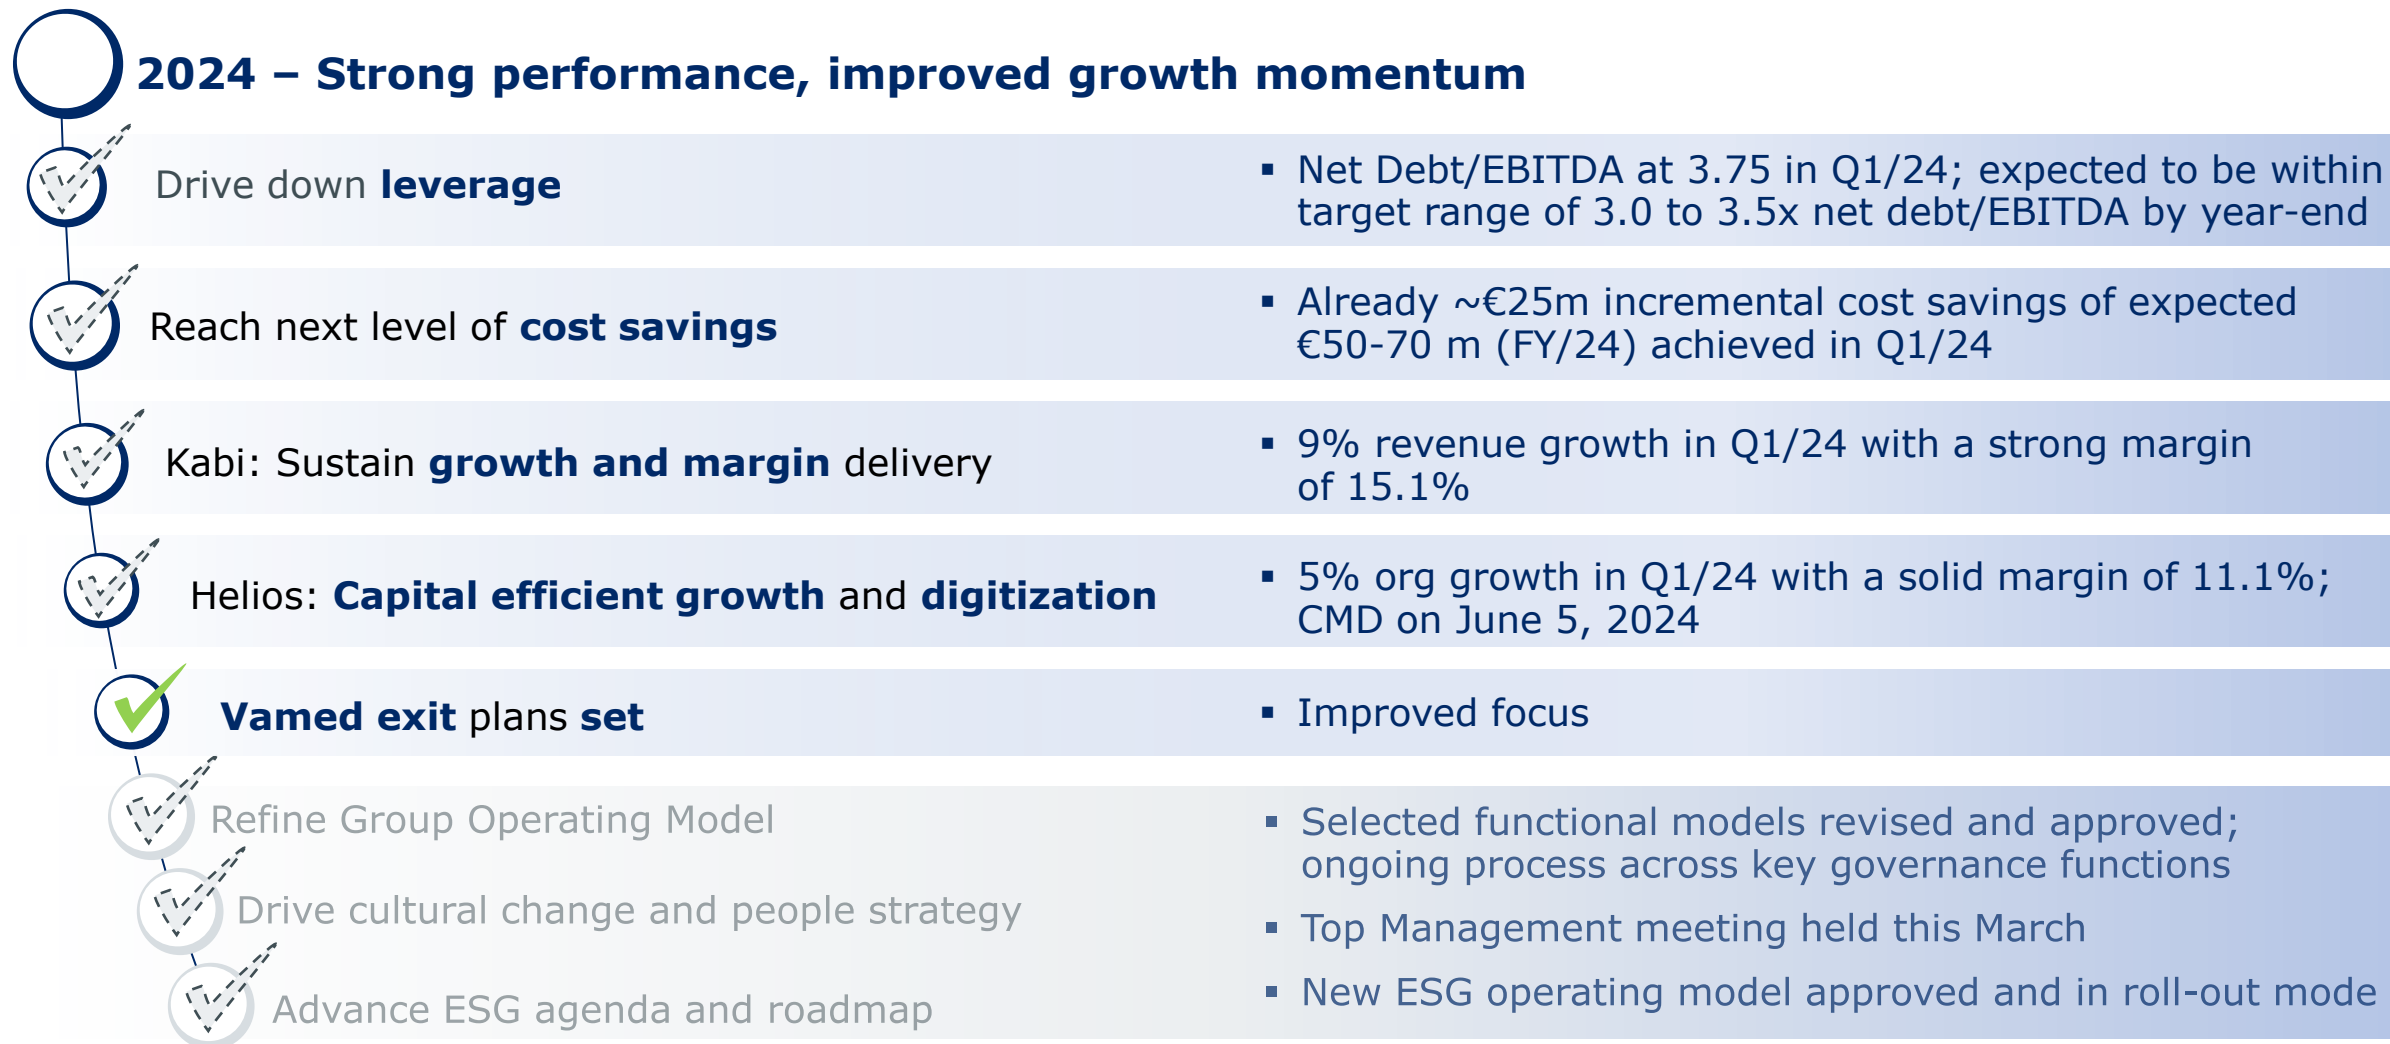 2024 – Strong performance, improved growth momentum
Drive down leverage
▪ Net Debt/EBITDA at 3.75 in Q1/24; expected to be within
target range of 3.0 to 3.5x net debt/EBITDA by year-end
Reach next level of cost savings
▪ Already ~€25m incremental cost savings of expected
€50-70 m (FY/24) achieved in Q1/24
Kabi: Sustain growth and margin delivery
▪ 9% revenue growth in Q1/24 with a strong margin
of 15.1%
Helios: Capital efficient growth and digitization
▪ 5% org growth in Q1/24 with a solid margin of 11.1%;
CMD on June 5, 2024
Vamed exit plans set
▪ Improved focus
Refine Group Operating Model
▪ Selected functional models revised and approved;
ongoing process across key governance functions
Drive cultural change and people strategy
▪ Top Management meeting held this March
Advance ESG agenda and roadmap
▪ New ESG operating model approved and in roll-out mode